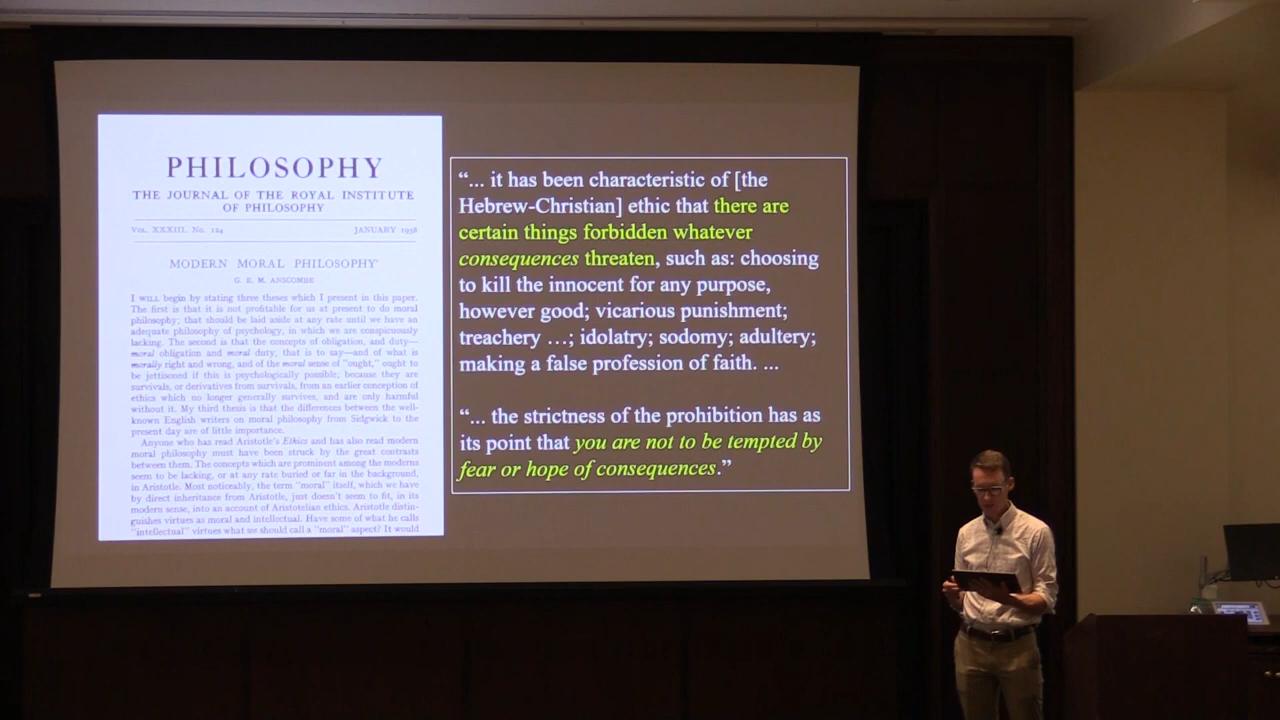 PHILOSOPHY
THE JOURNAL OF THE ROYAL INSTITUTE
OF PHILOSOPHY
VOL. XXXIII. No. 124 JANUARY 1958
MODERN MORAL PHILOSOPHY¹
G. E. M. ANSCOMBE
I WILL begin by stating three theses which I present in this paper.
The first is that it is not profitable for us at present to do moral
philosophy; that should be laid aside at any rate until we have an
adequate philosophy of psychology, in which we are conspicuously
lacking. The second is that the concepts of obligation, and duty—
moral obligation and moral duty, that is to say—and of what is
morally right and wrong, and of the moral sense of "ought," ought to
be jettisoned if this is psychologically possible; because they are
survivals, or derivatives from survivals, from an earlier conception of
ethics which no longer generally survives, and are only harmful
without it. My third thesis is that the differences between the well-
known English writers on moral philosophy from Sidgwick to the
present day are of little importance.
Anyone who has read Aristotle's Ethics and has also read modern
moral philosophy must have been struck by the great contrasts
between them. The concepts which are prominent among the moderns
seem to be lacking, or at any rate buried or far in the background,
in Aristotle. Most noticeably, the term "moral" itself, which we have
by direct inheritance from Aristotle, just doesn't seem to fit, in its
modern sense, into an account of Aristotelian ethics. Aristotle distin-
guishes virtues as moral and intellectual. Have some of what he calls
"intellectual" virtues what we should call a "moral" aspect? It would
“... it has been characteristic of [the
Hebrew-Christian] ethic that there are
certain things forbidden whatever
consequences threaten, such as: choosing
to kill the innocent for any purpose,
however good; vicarious punishment;
treachery …; idolatry; sodomy; adultery;
making a false profession of faith. ...
“... the strictness of the prohibition has as
its point that you are not to be tempted by
fear or hope of consequences.”